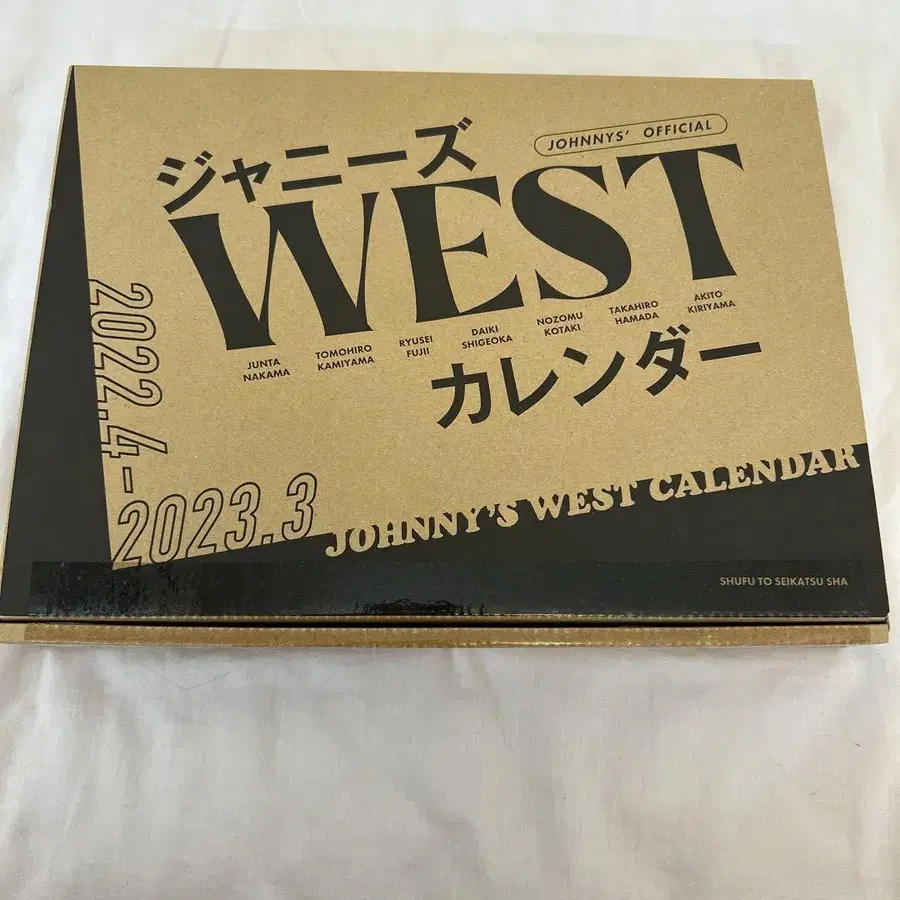 JOHNNYS' OFFICIAL
ジャニーズ
WEST
JUNTA
NAKAMA
TOMOHIRO
KAMIYAMA
RYUSEI
FUJII
DAIKI
SHIGEOKA
NOZOMU
KOTAKI
TAKAHIRO
HAMADA
AKITO
KIRIYAMA
カレンダー
2022.4-
2023.3
JOHNNY'S WEST CALENDAR
SHUFU TO SEIKATSU SHA